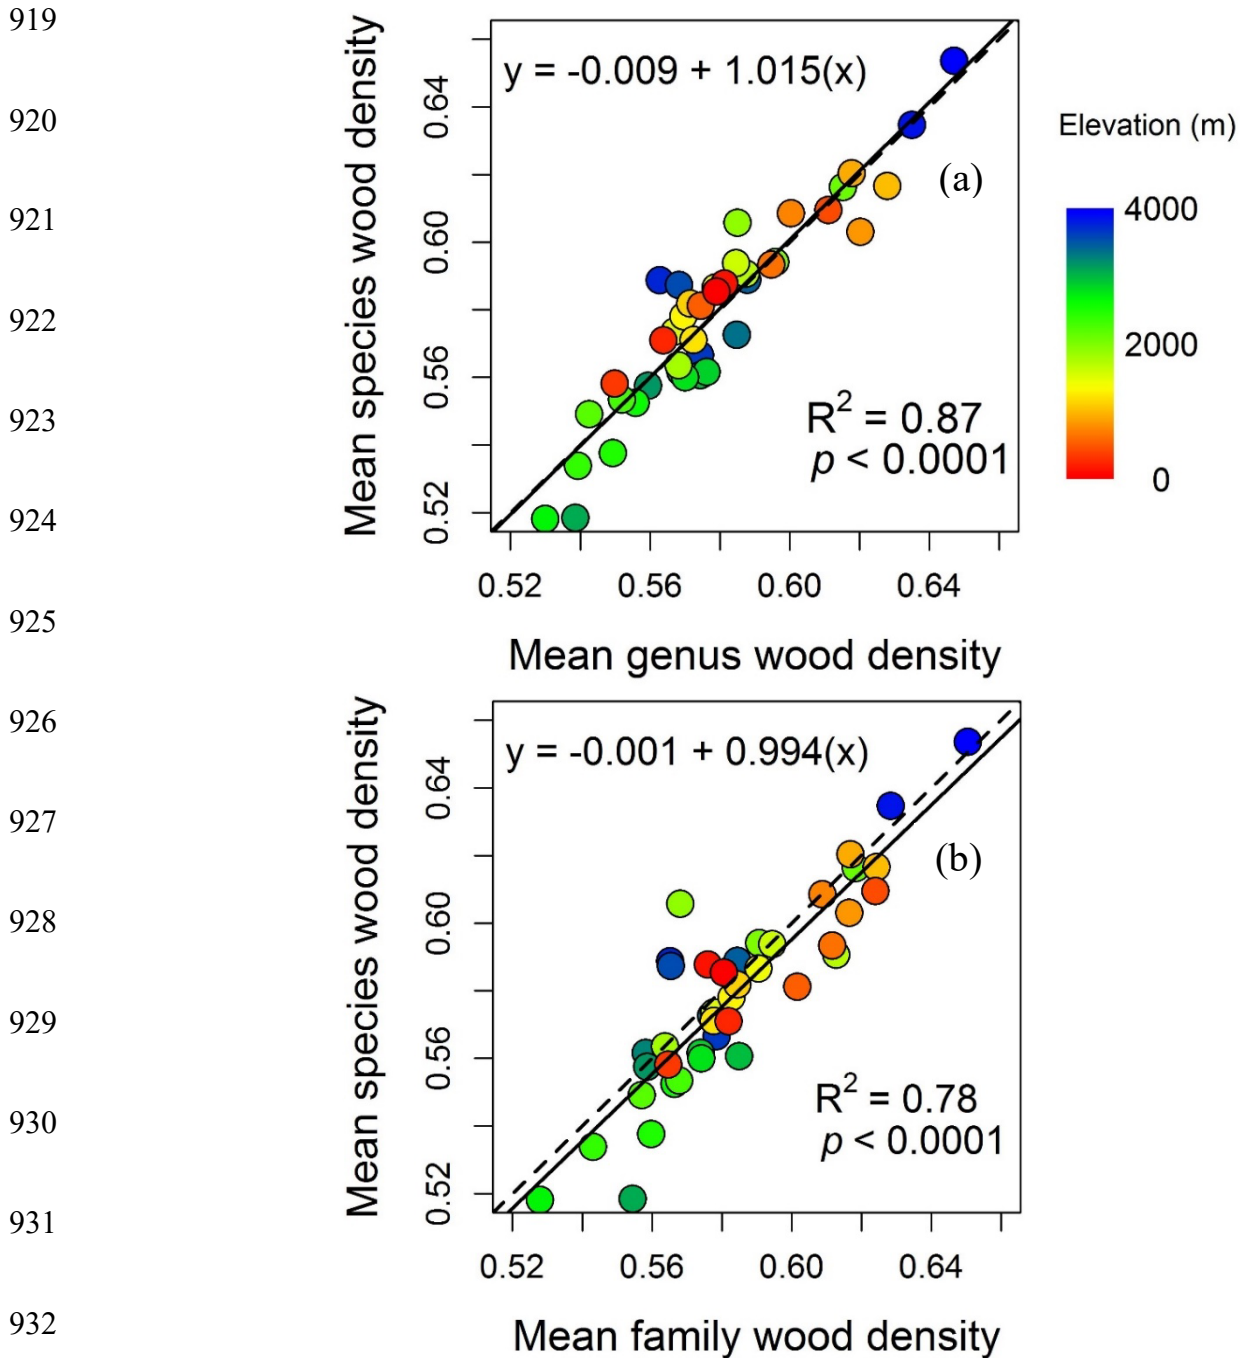 919
920
921
922
923
924
925
926
927
928
929
930
931
932
Mean species wood density
0.64
0.60
0.56
0.52
y = -0.009 + 1.015(x)
(a)
R² = 0.87
p < 0.0001
0.52 0.56 0.60 0.64
Mean genus wood density
Elevation (m)
4000
2000
0
Mean species wood density
0.64
0.60
0.56
0.52
y = -0.001 + 0.994(x)
(b)
R² = 0.78
p < 0.0001
0.52 0.56 0.60 0.64
Mean family wood density